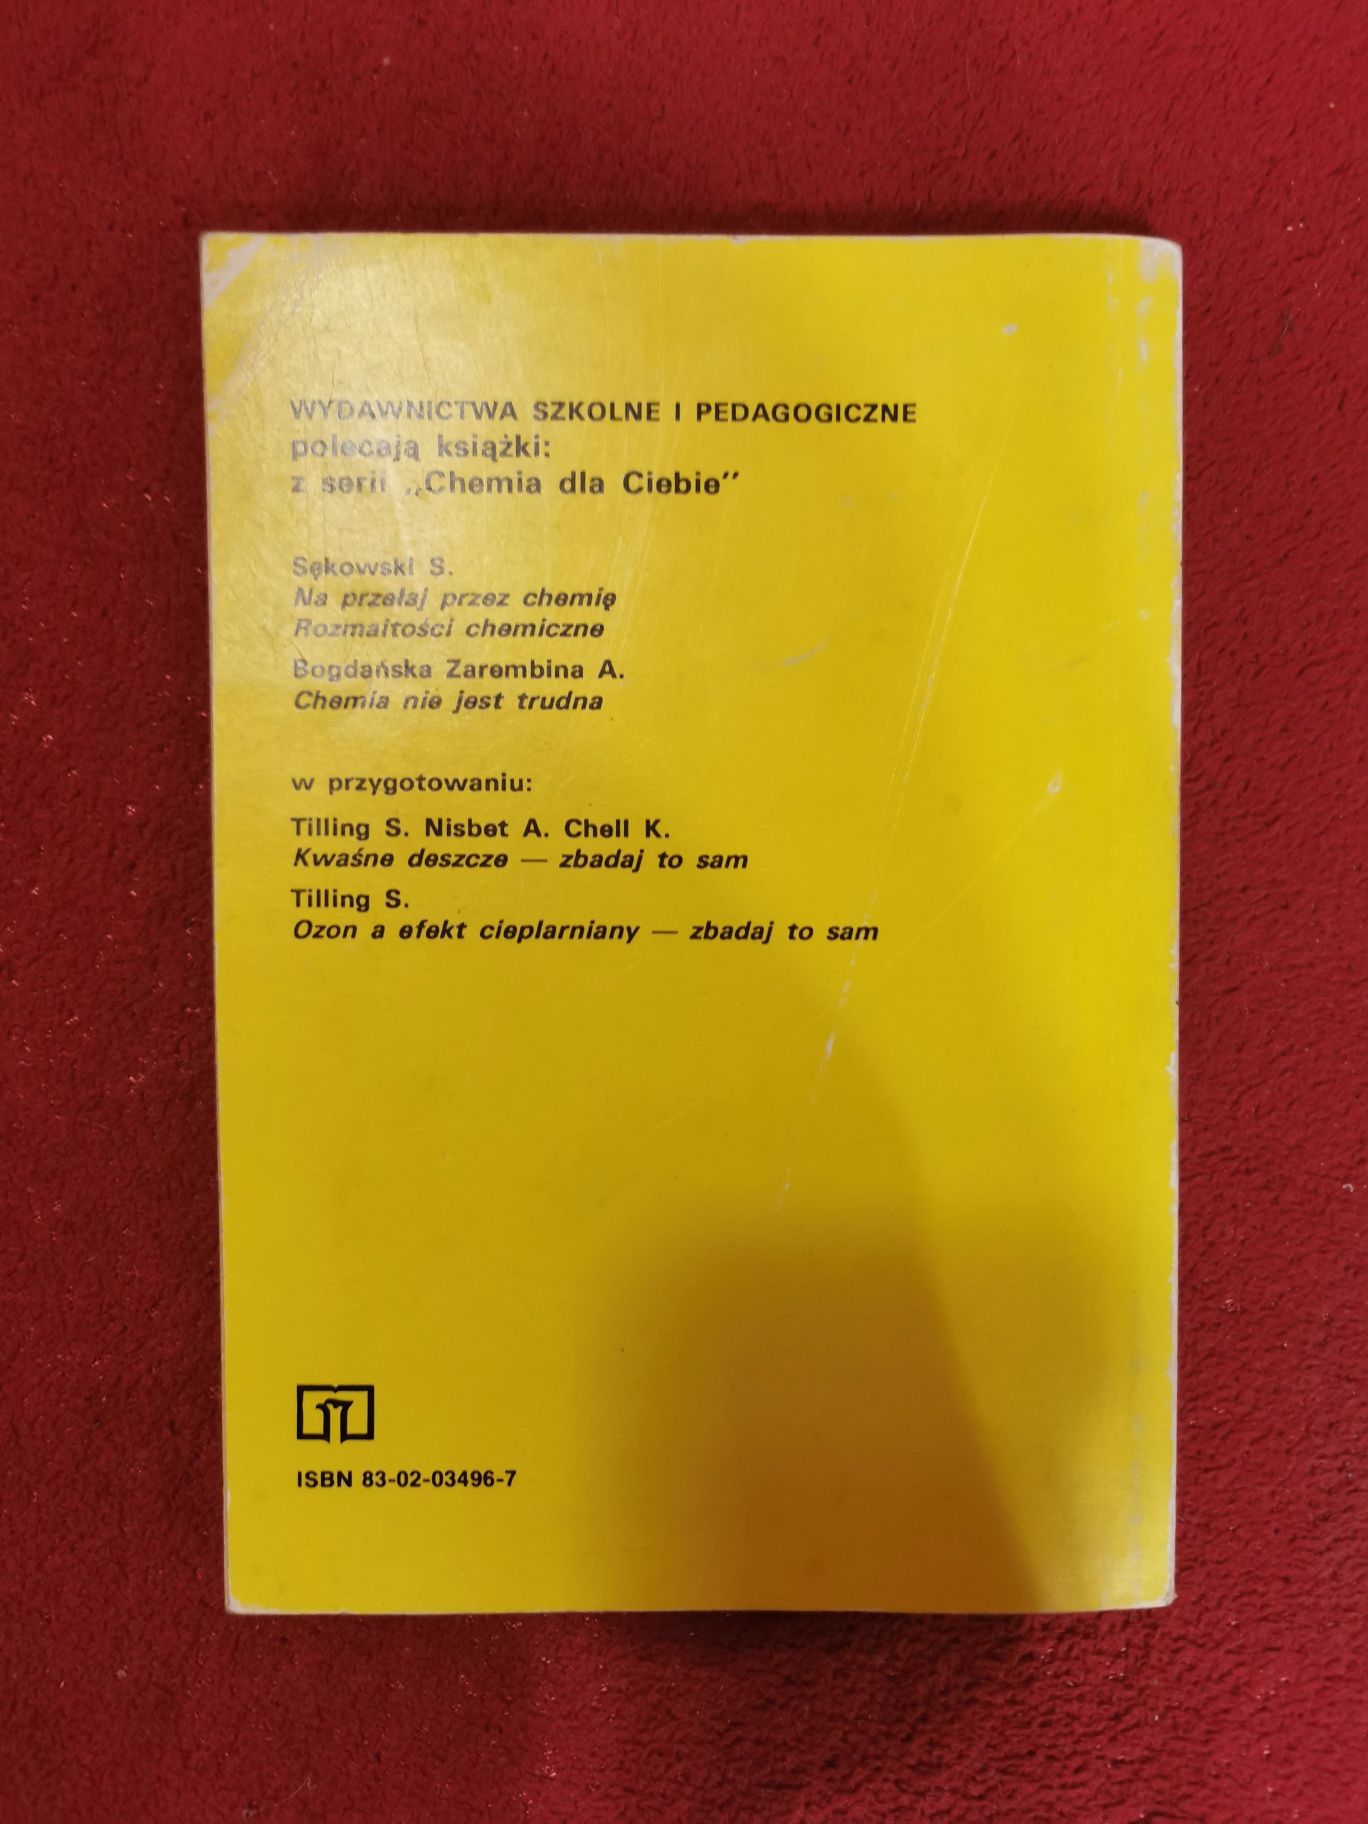 WYDAWNICTWA SZKOLNE I PEDAGOGICZNE
polecają książki:
z serii „Chemia dla Ciebie”
Sękowski S.
Na przełaj przez chemię
Rozmaitości chemiczne
Bogdańska Zarembina A.
Chemia nie jest trudna
w przygotowaniu:
Tilling S. Nisbet A. Chell K.
Kwaśne deszcze — zbadaj to sam
Tilling S.
Ozon a efekt cieplarniany — zbadaj to sam
ISBN 83-02-03496-7